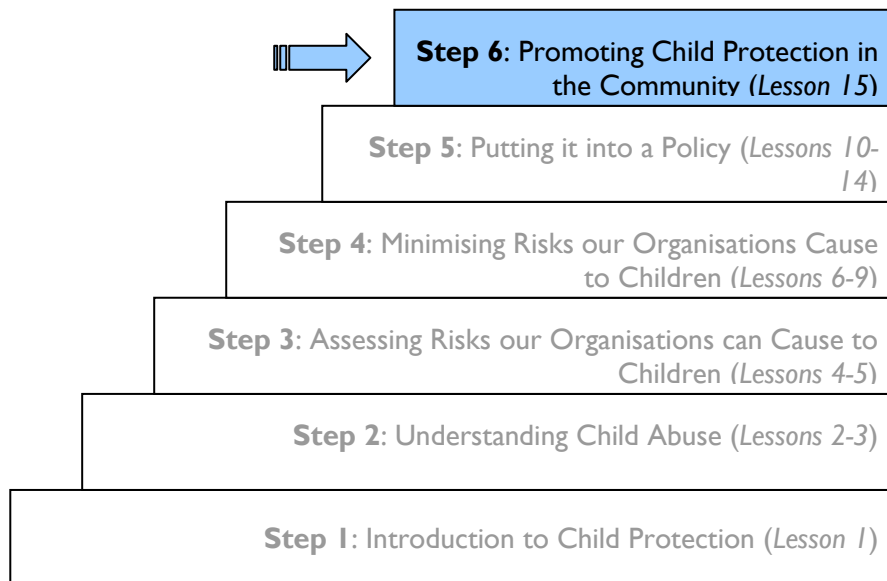 Step 6: Promoting Child Protection in
the Community (Lesson 15)
Step 5: Putting it into a Policy (Lessons 10-
14)
Step 4: Minimising Risks our Organisations Cause
to Children (Lessons 6-9)
Step 3: Assessing Risks our Organisations can Cause to
Children (Lessons 4-5)
Step 2: Understanding Child Abuse (Lessons 2-3)
Step 1: Introduction to Child Protection (Lesson 1)